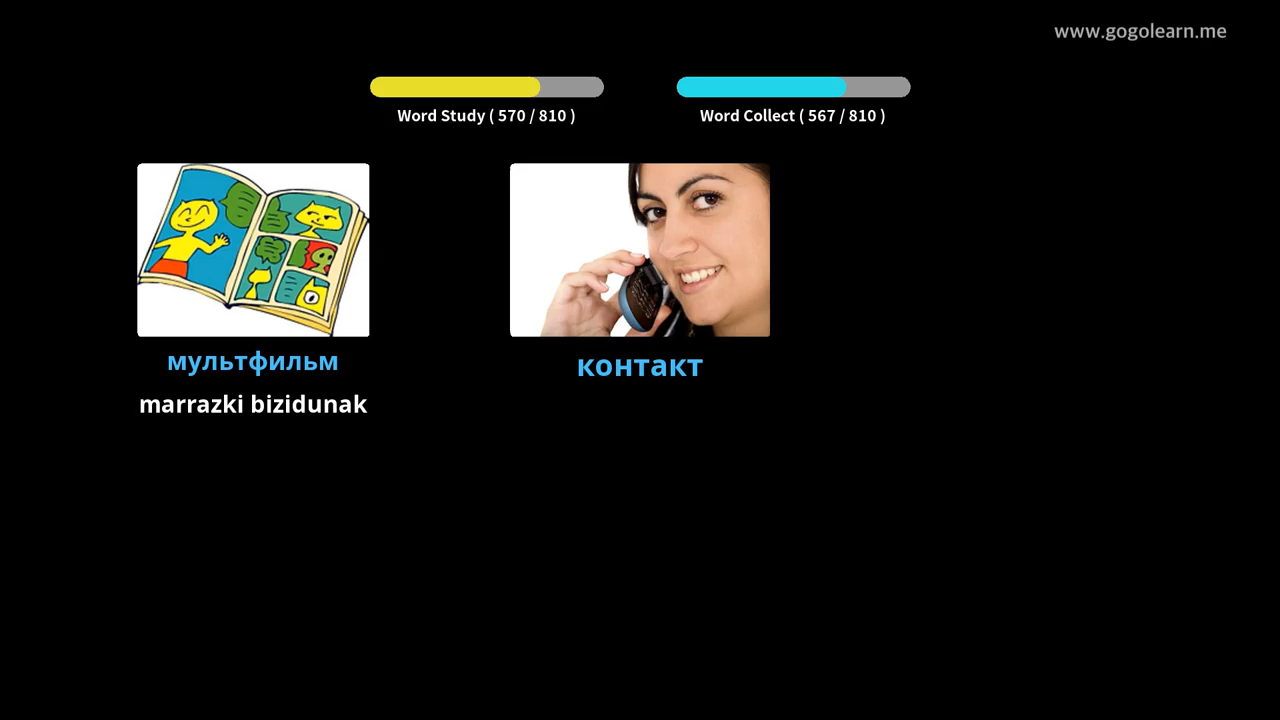 www.gogolearn.me
Word Study ( 570 / 810 )
Word Collect ( 567 / 810 )
мультфильм
контакт
marrazki bizidunak